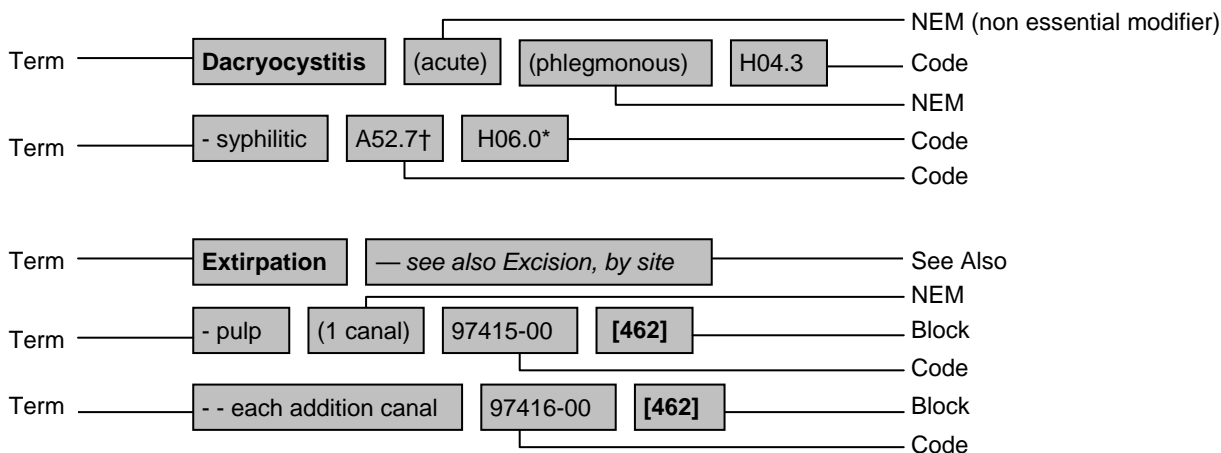 NEM (non essential modifier)
Term Dacryocystitis (acute) (phlegmonous) H04.3 Code
NEM
Term - syphilitic A52.7† H06.0* Code
Code
Term Extirpation — see also Excision, by site See Also
NEM
Term - pulp (1 canal) 97415-00 [462] Block
Code
Term - - each addition canal 97416-00 [462] Block
Code